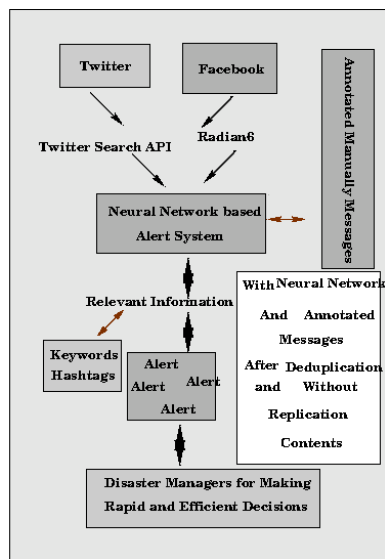 Twitter
Facebook
Annotated Manually Messages
Twitter Search API
Radian6
Neural Network based
Alert System
Relevant Information
Keywords
Hashtags
Alert
Alert
Alert
Alert
With Neural Network
And Annotated
Messages
After Deduplication
and Without
Replication
Contents
Disaster Managers for Making
Rapid and Efficient Decisions